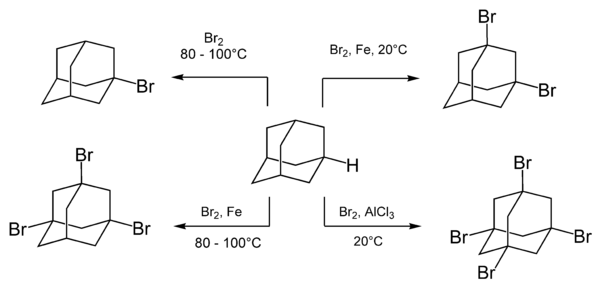 Br
Br₂
80 - 100°C
Br₂, Fe, 20°C
Br
Br
H
Br
Br₂, Fe
80 - 100°C
Br
Br
Br₂, AlCl₃
20°C
Br
Br
Br
Br